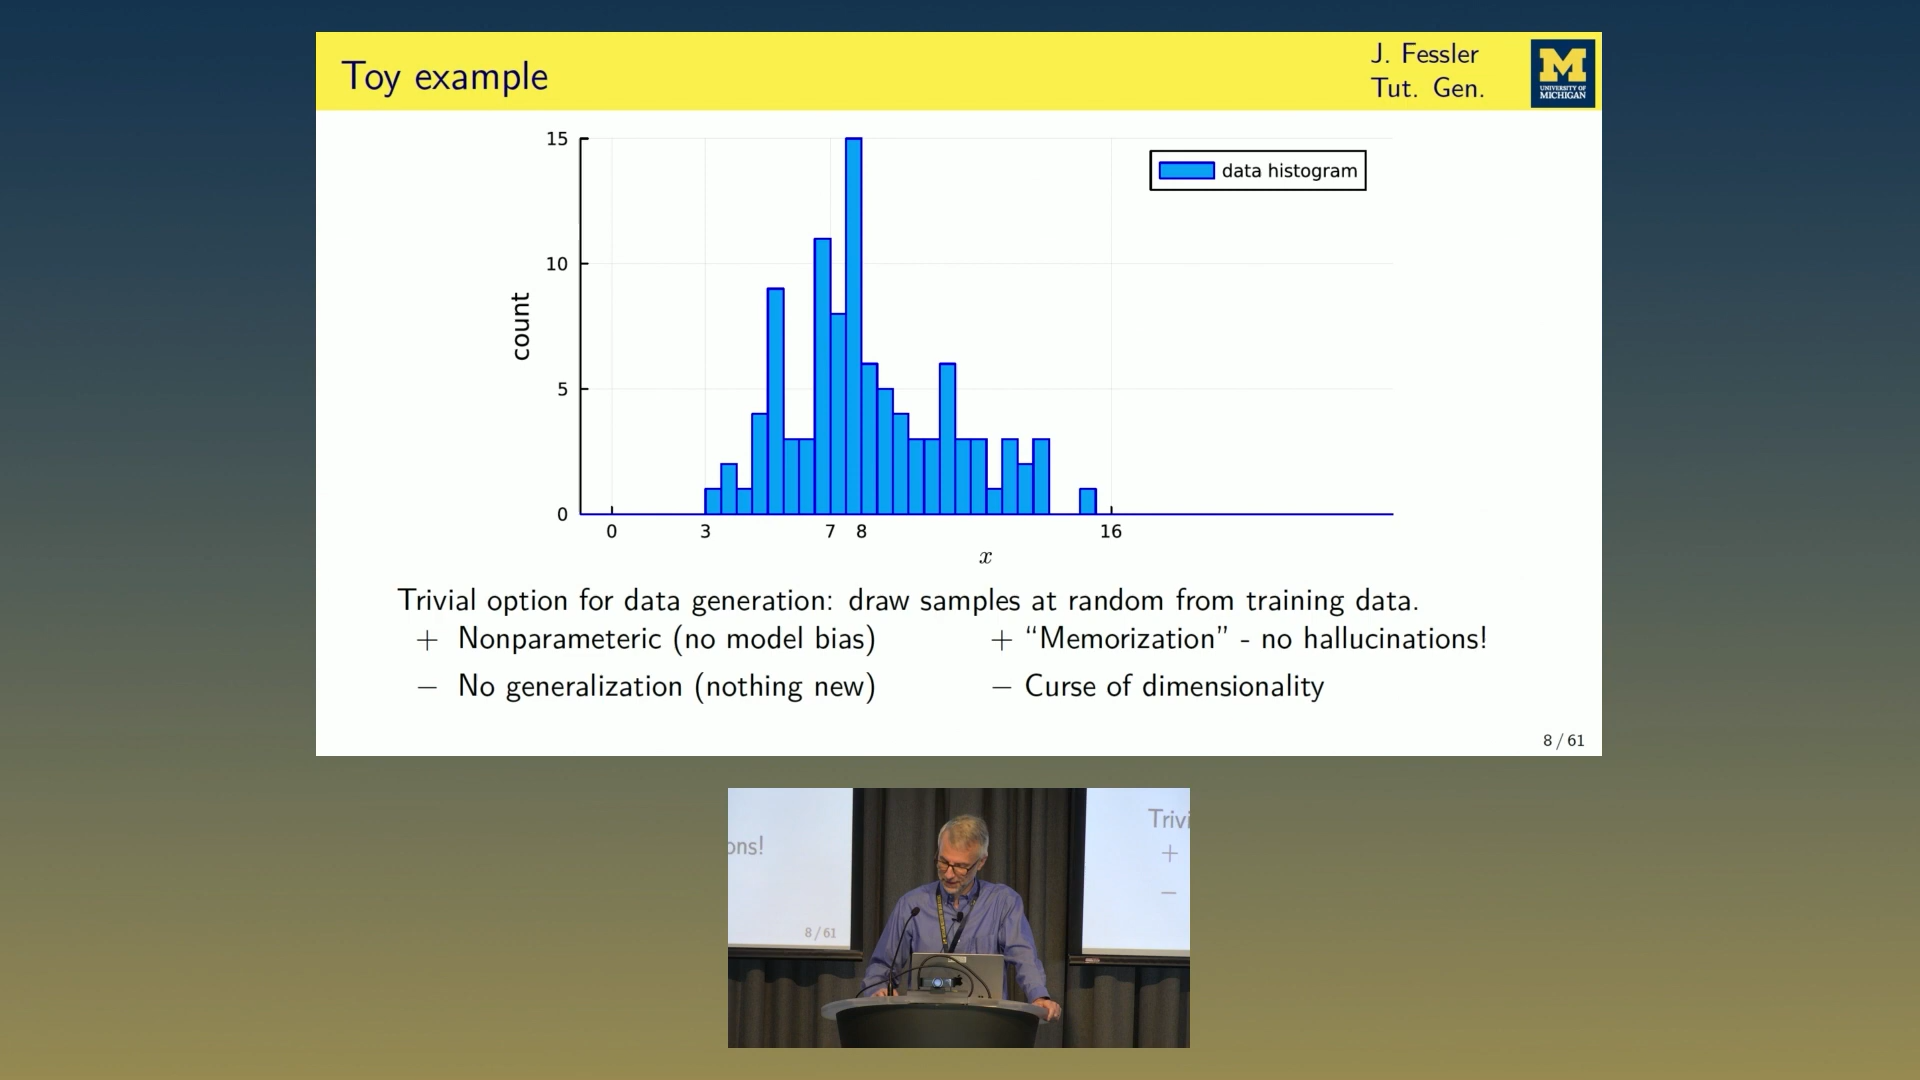 Toy example
J. Fessler
Tut. Gen.
M
UNIVERSITY OF
MICHIGAN
15
10
5
0
count
data histogram
0 3 7 8 16
x
Trivial option for data generation: draw samples at random from training data.
+ Nonparameteric (no model bias)
+ “Memorization” - no hallucinations!
− No generalization (nothing new)
− Curse of dimensionality
8 / 61
ons!
8 / 61
Trivi
+
−